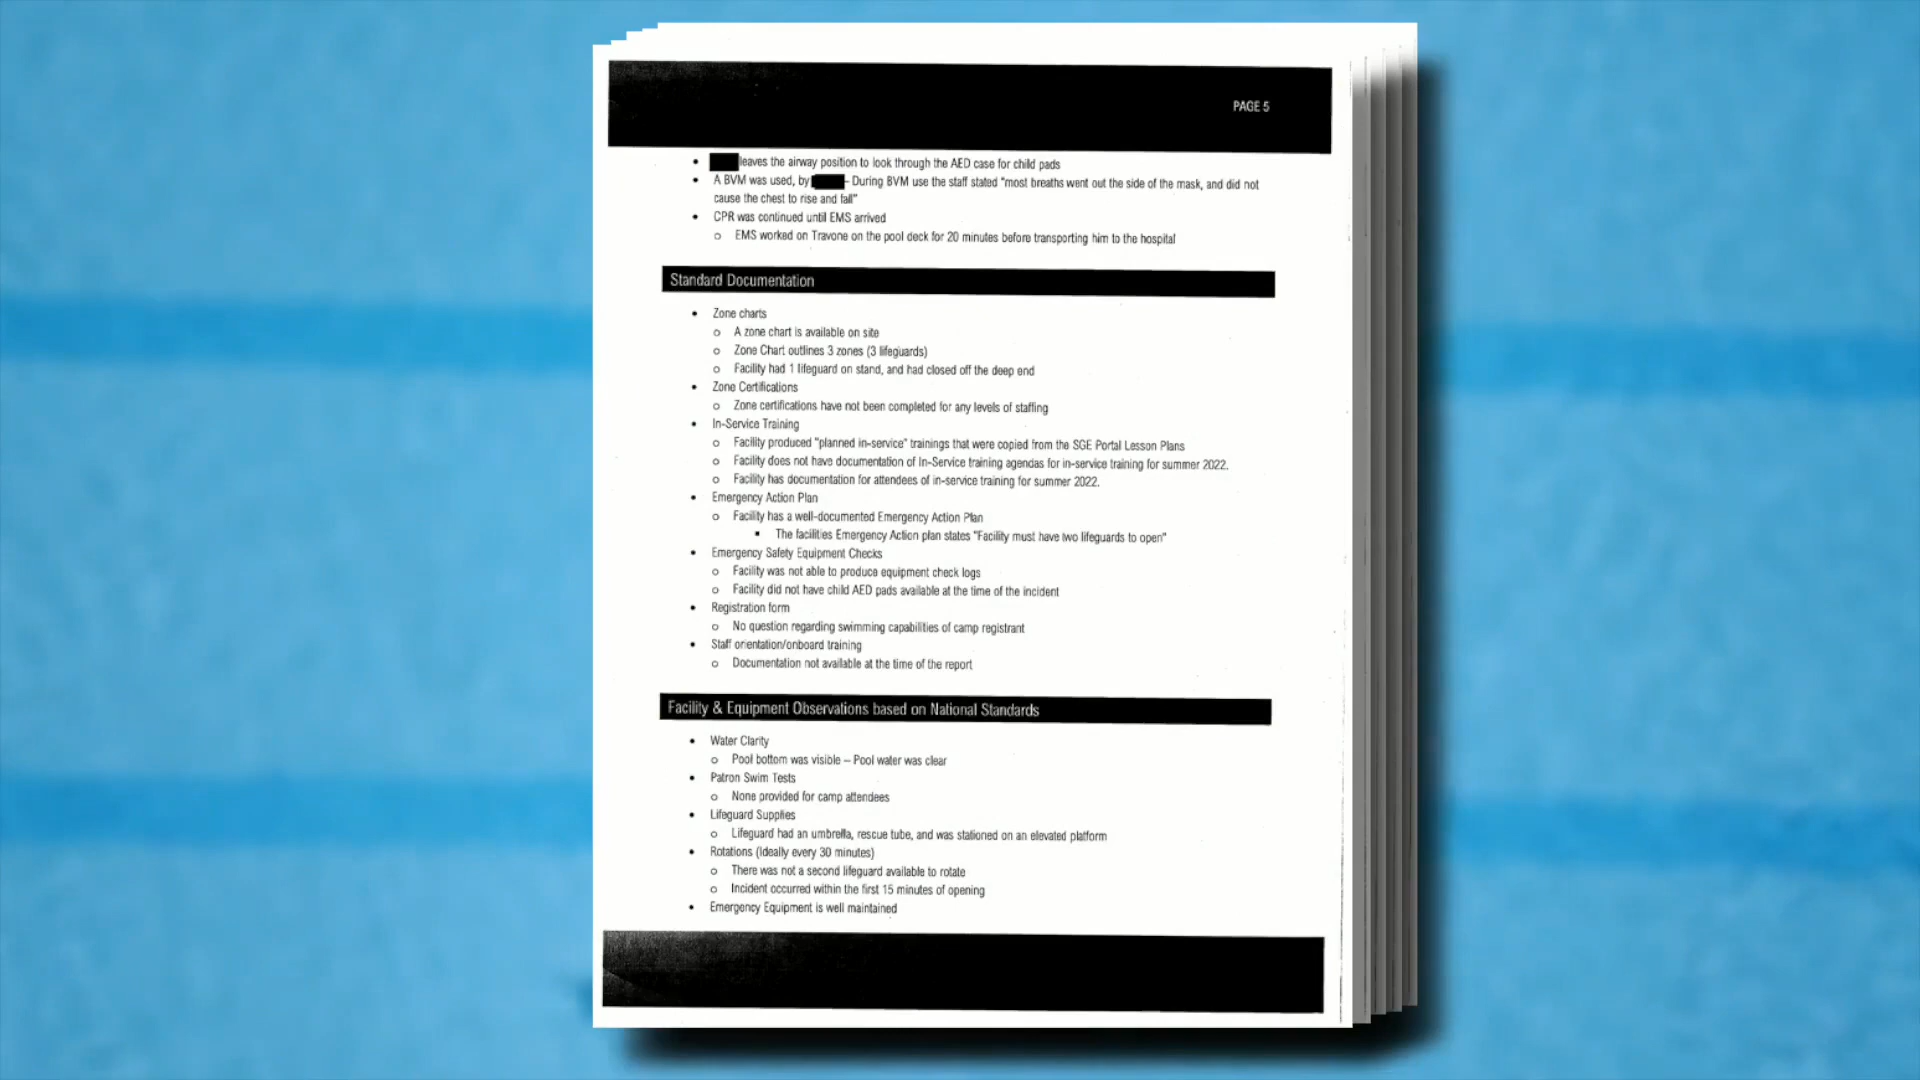 PAGE 5
leaves the airway position to look through the AED case for child pads
A BVM was used, by – During BVM use the staff stated "most breaths went out the side of the mask, and did not
cause the chest to rise and fall"
CPR was continued until EMS arrived
EMS worked on Travone on the pool deck for 20 minutes before transporting him to the hospital
Standard Documentation
Zone charts
A zone chart is available on site
Zone Chart outlines 3 zones (3 lifeguards)
Facility had 1 lifeguard on stand, and had closed off the deep end
Zone Certifications
Zone certifications have not been completed for any levels of staffing
In-Service Training
Facility produced "planned in-service" trainings that were copied from the SGE Portal Lesson Plans
Facility does not have documentation of In-Service training agendas for in-service training for summer 2022.
Facility has documentation for attendees of in-service training for summer 2022.
Emergency Action Plan
Facility has a well-documented Emergency Action Plan
The facilities Emergency Action plan states "Facility must have two lifeguards to open"
Emergency Safety Equipment Checks
Facility was not able to produce equipment check logs
Facility did not have child AED pads available at the time of the incident
Registration form
No question regarding swimming capabilities of camp registrant
Staff orientation/onboard training
Documentation not available at the time of the report
Facility & Equipment Observations based on National Standards
Water Clarity
Pool bottom was visible – Pool water was clear
Patron Swim Tests
None provided for camp attendees
Lifeguard Supplies
Lifeguard had an umbrella, rescue tube, and was stationed on an elevated platform
Rotations (Ideally every 30 minutes)
There was not a second lifeguard available to rotate
Incident occurred within the first 15 minutes of opening
Emergency Equipment is well maintained